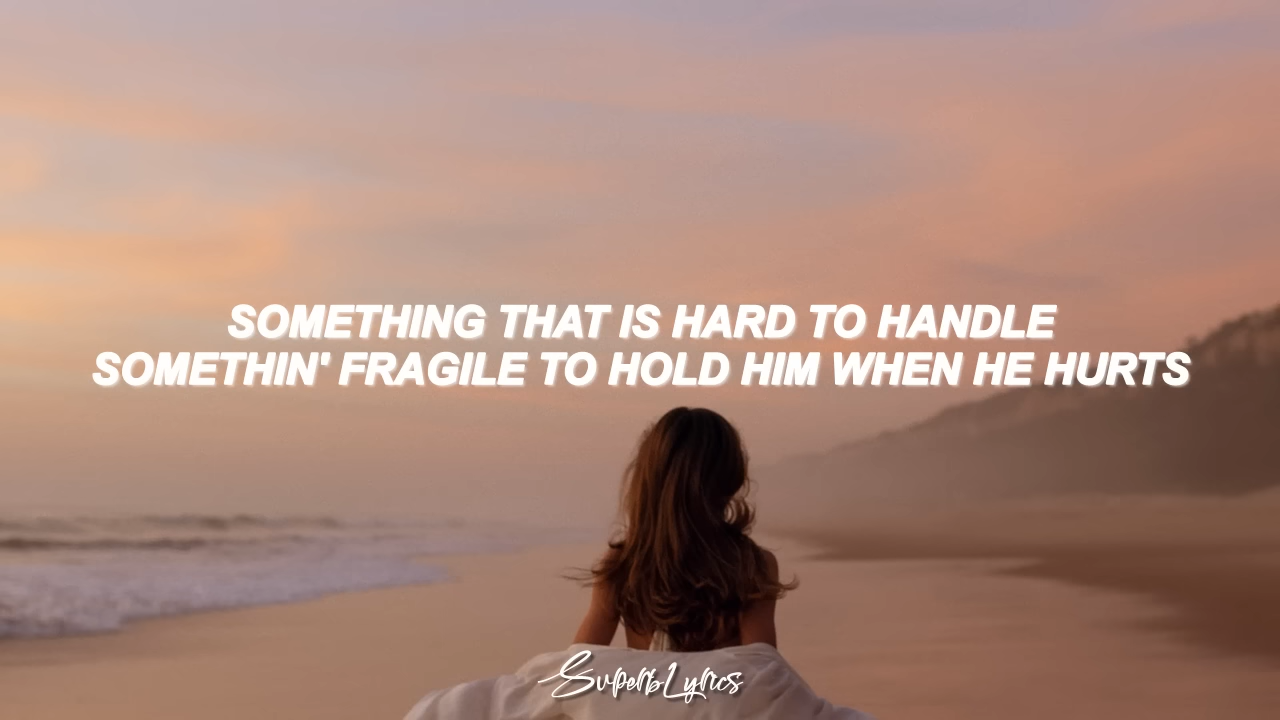 SOMETHING THAT IS HARD TO HANDLE
SOMETHIN' FRAGILE TO HOLD HIM WHEN HE HURTS
SuperbLyrics